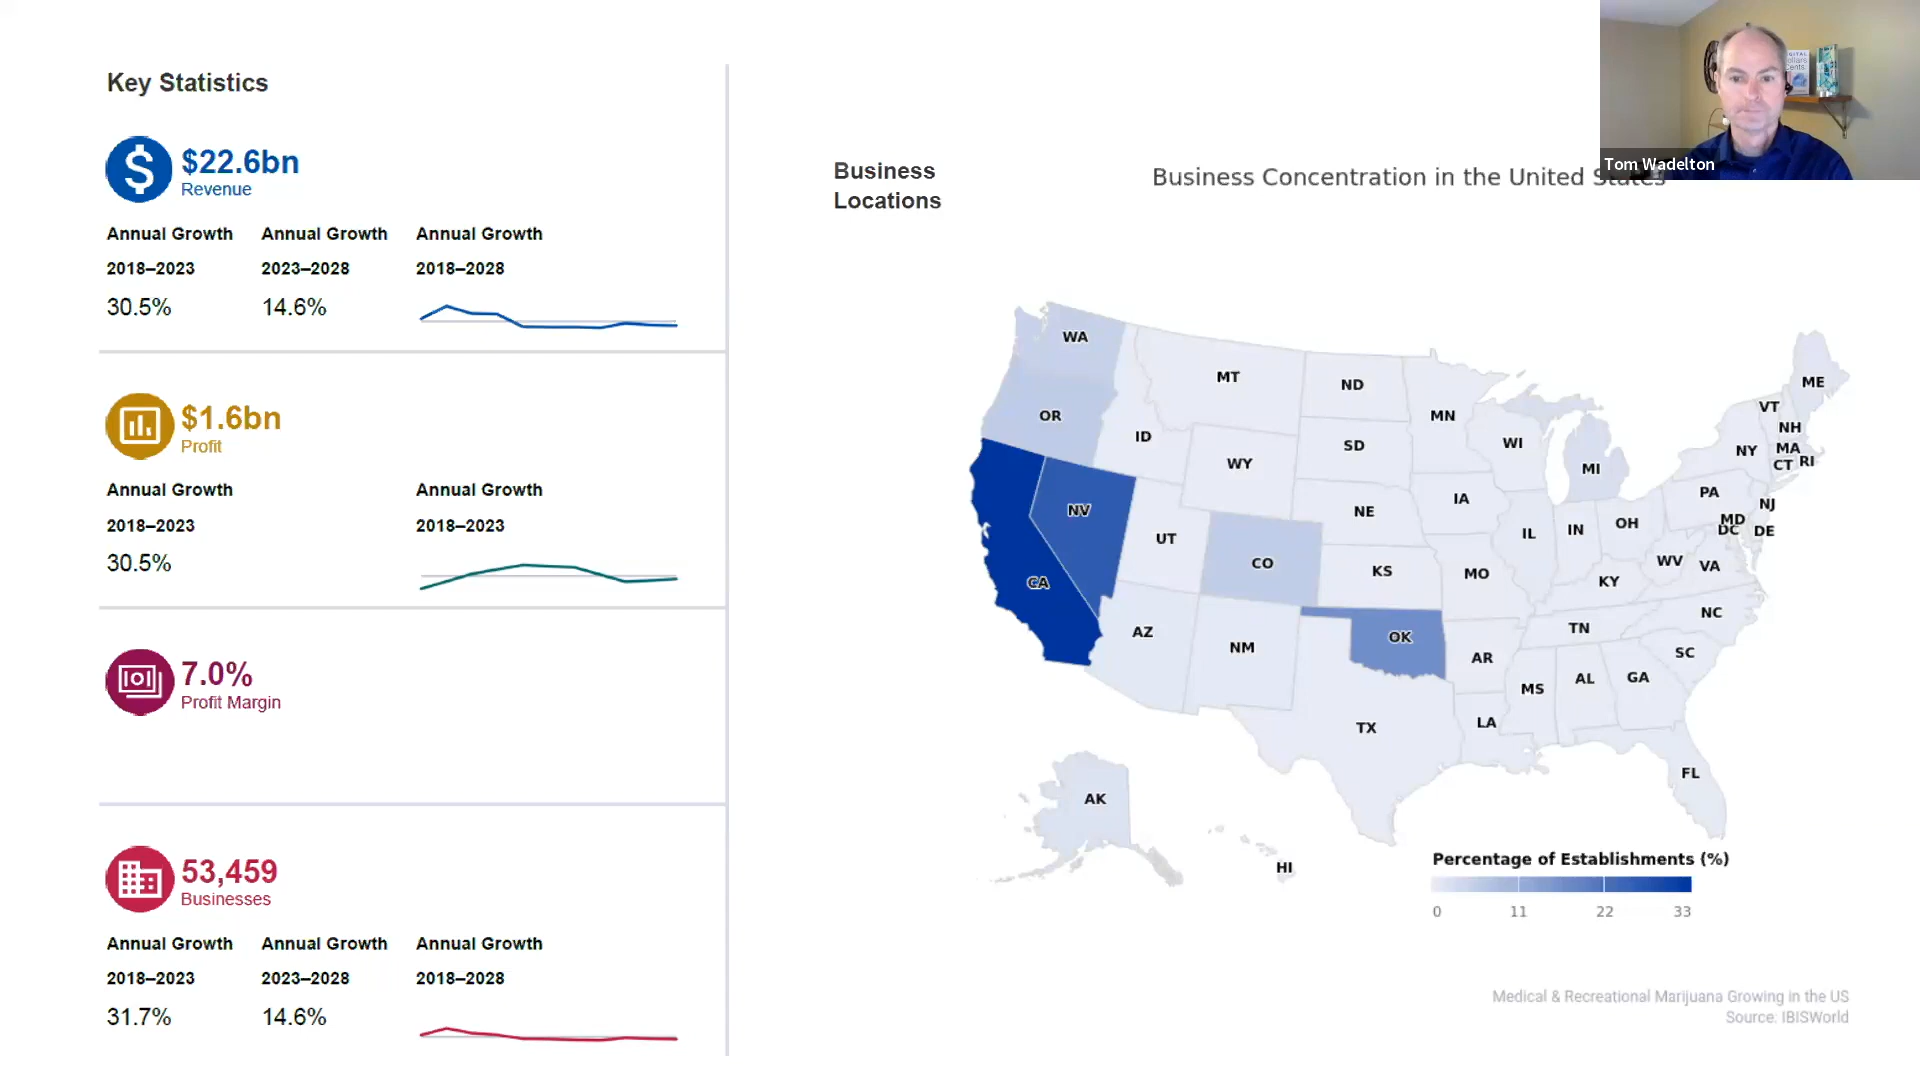 Key Statistics
$22.6bn
Revenue
Annual Growth
2018–2023
30.5%
Annual Growth
2023–2028
14.6%
Annual Growth
2018–2028
$1.6bn
Profit
Annual Growth
2018–2023
30.5%
Annual Growth
2018–2023
7.0%
Profit Margin
53,459
Businesses
Annual Growth
2018–2023
31.7%
Annual Growth
2023–2028
14.6%
Annual Growth
2018–2028
Business
Locations
Business Concentration in the United States
Tom Wadelton
WA
MT
ND
MN
ME
VT
NH
OR
ID
SD
WI
NY
MA
CT
RI
WY
MI
NV
NE
IA
PA
NJ
UT
IL
IN
OH
MD
DC
DE
CO
KS
MO
WV
VA
KY
CA
AZ
NM
OK
AR
TN
NC
SC
MS
AL
GA
TX
LA
FL
AK
HI
Percentage of Establishments (%)
0 11 22 33
Medical & Recreational Marijuana Growing in the US
Source: IBISWorld